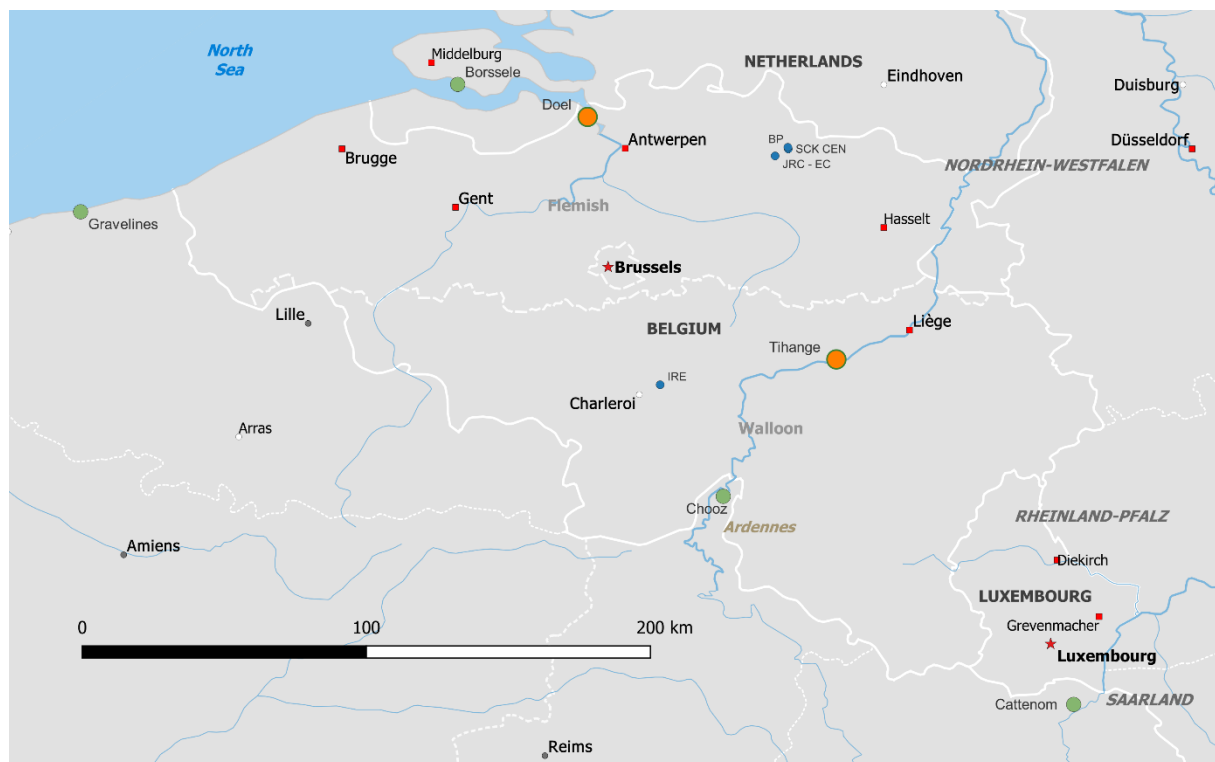 North
Sea
Middelburg
Borssele
NETHERLANDS
Eindhoven
Duisburg
Doel
Antwerpen
BP
SCK CEN
JRC - EC
Düsseldorf
Brugge
NORDRHEIN-WESTFALEN
Gent
Flemish
Gravelines
Hasselt
Brussels
Lille
BELGIUM
Liège
Tihange
IRE
Charleroi
Arras
Walloon
Chooz
Ardennes
RHEINLAND-PFALZ
Amiens
Diekirch
LUXEMBOURG
Grevenmacher
0 100 200 km
Luxembourg
Cattenom
SAARLAND
Reims